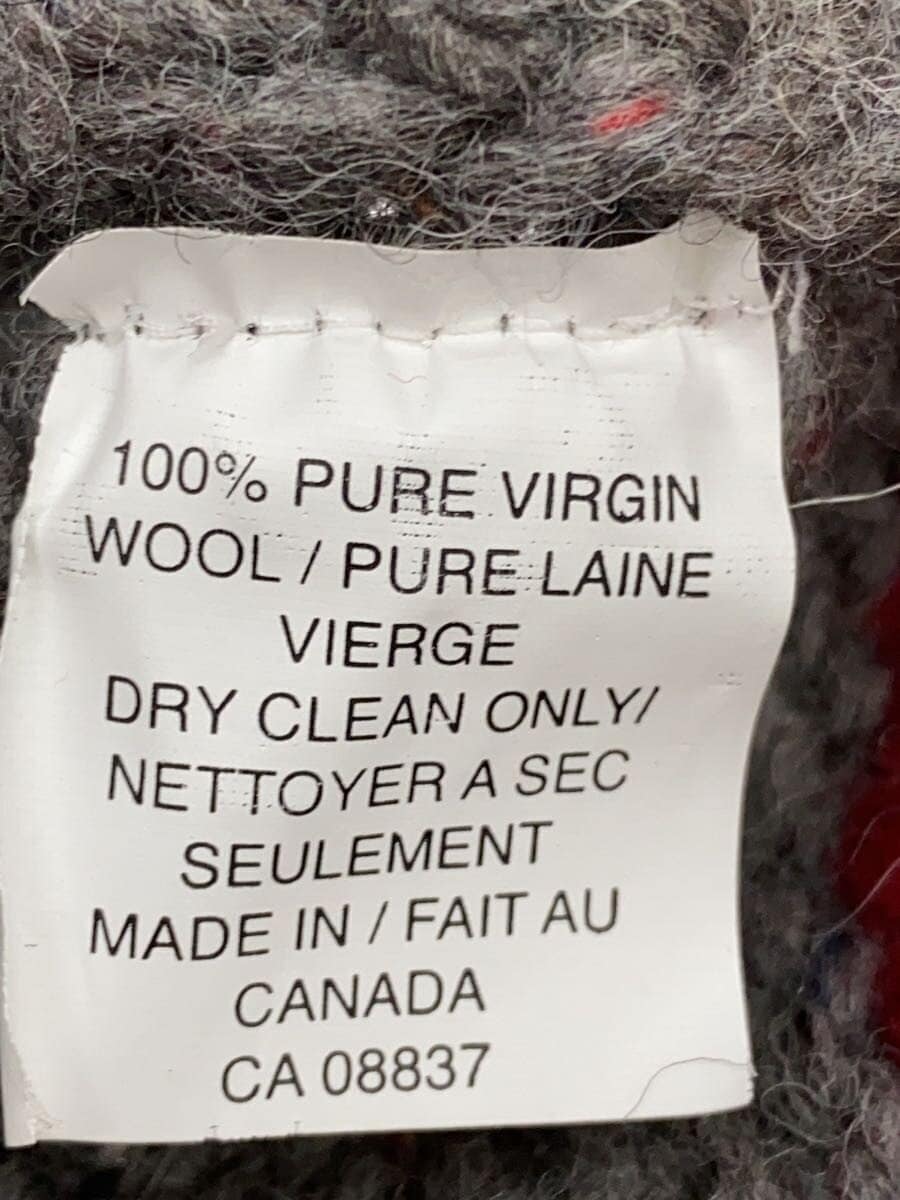 100% PURE VIRGIN
WOOL / PURE LAINE
VIERGE
DRY CLEAN ONLY/
NETTOYER A SEC
SEULEMENT
MADE IN / FAIT AU
CANADA
CA 08837